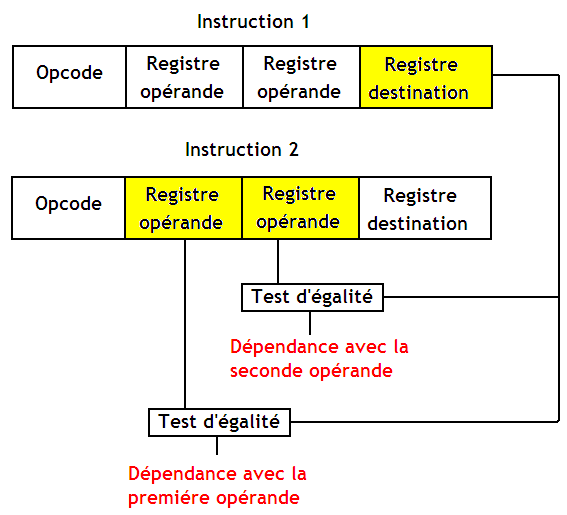 Instruction 1
Opcode
Registre
opérande
Registre
opérande
Registre
destination
Instruction 2
Opcode
Registre
opérande
Registre
opérande
Registre
destination
Test d'égalité
Dépendance avec la
seconde opérande
Test d'égalité
Dépendance avec la
premiére opérande